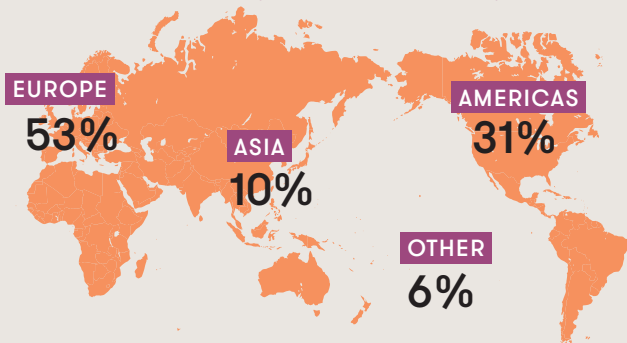 EUROPE
53%
ASIA
10%
AMERICAS
31%
OTHER
6%